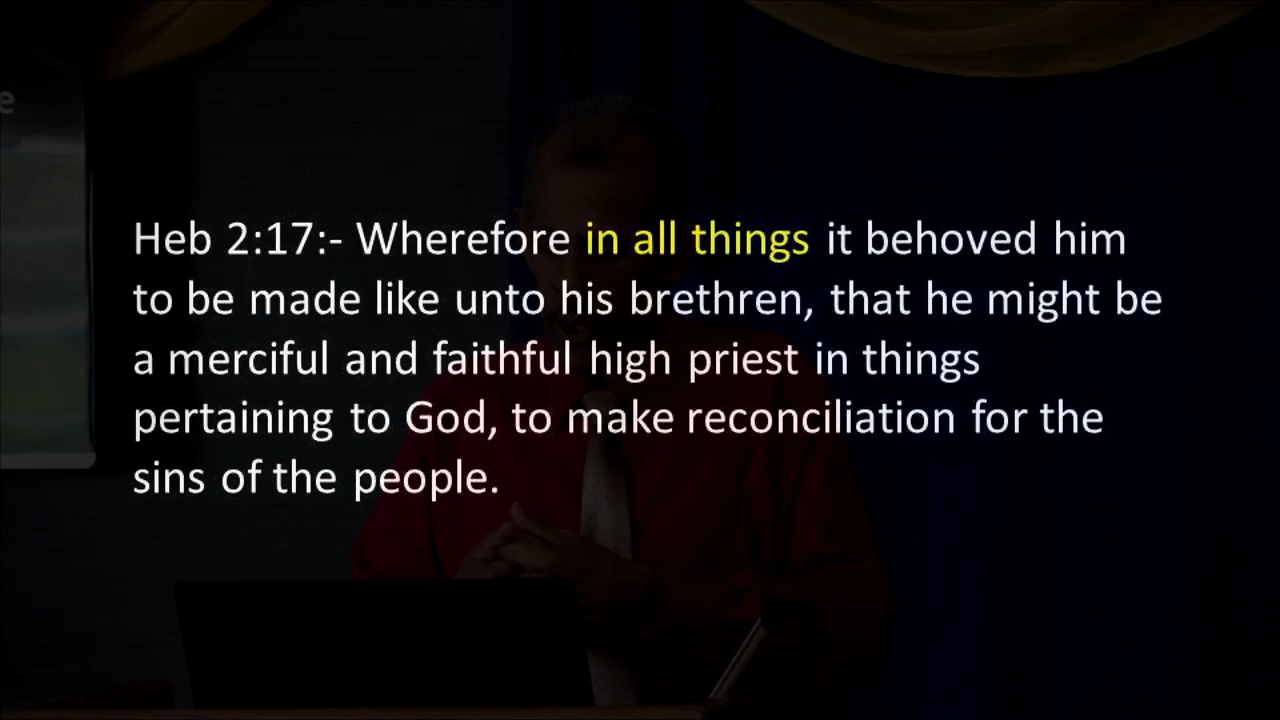 e
Heb 2:17:- Wherefore in all things it behoved him
to be made like unto his brethren, that he might be
a merciful and faithful high priest in things
pertaining to God, to make reconciliation for the
sins of the people.